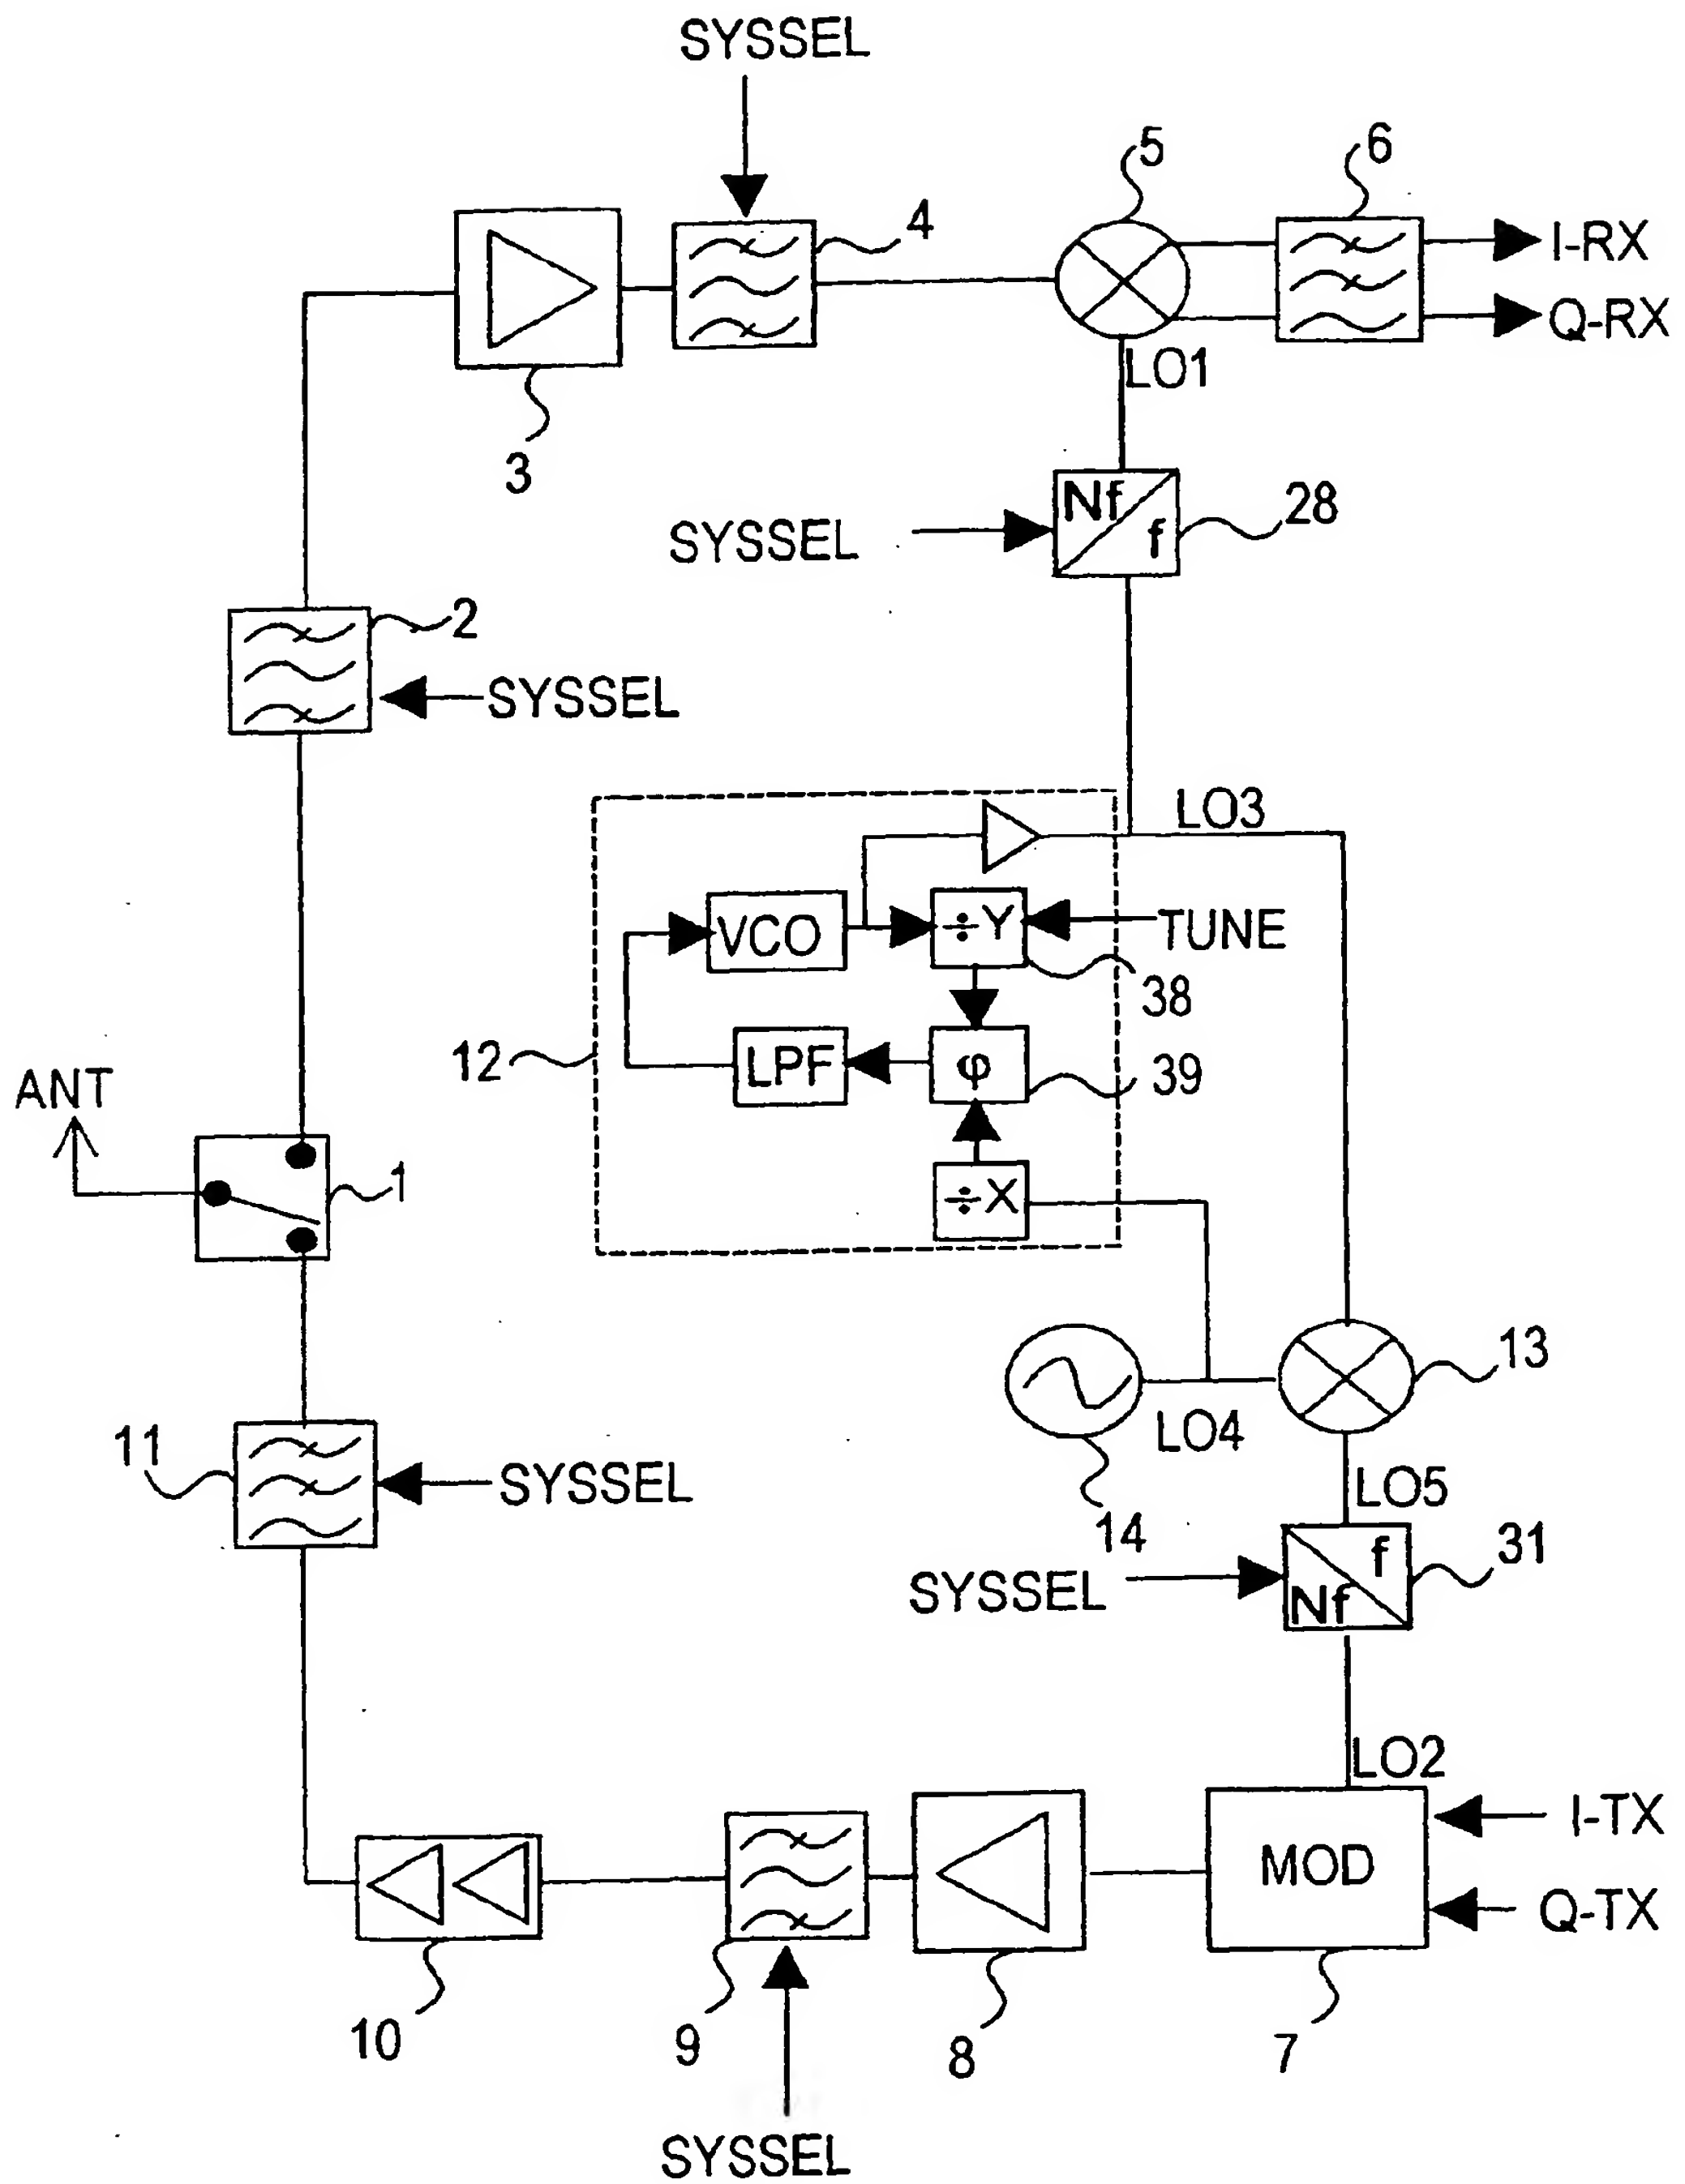 SYSSEL
5
6
4
I-RX
Q-RX
LO1
3
Nf
f
28
SYSSEL
2
SYSSEL
LO3
VCO
÷Y
TUNE
38
12
LPF
φ
39
ANT
1
÷X
13
LO4
11
SYSSEL
LO5
14
f
Nf
31
SYSSEL
LO2
I-TX
MOD
Q-TX
10
9
8
7
SYSSEL